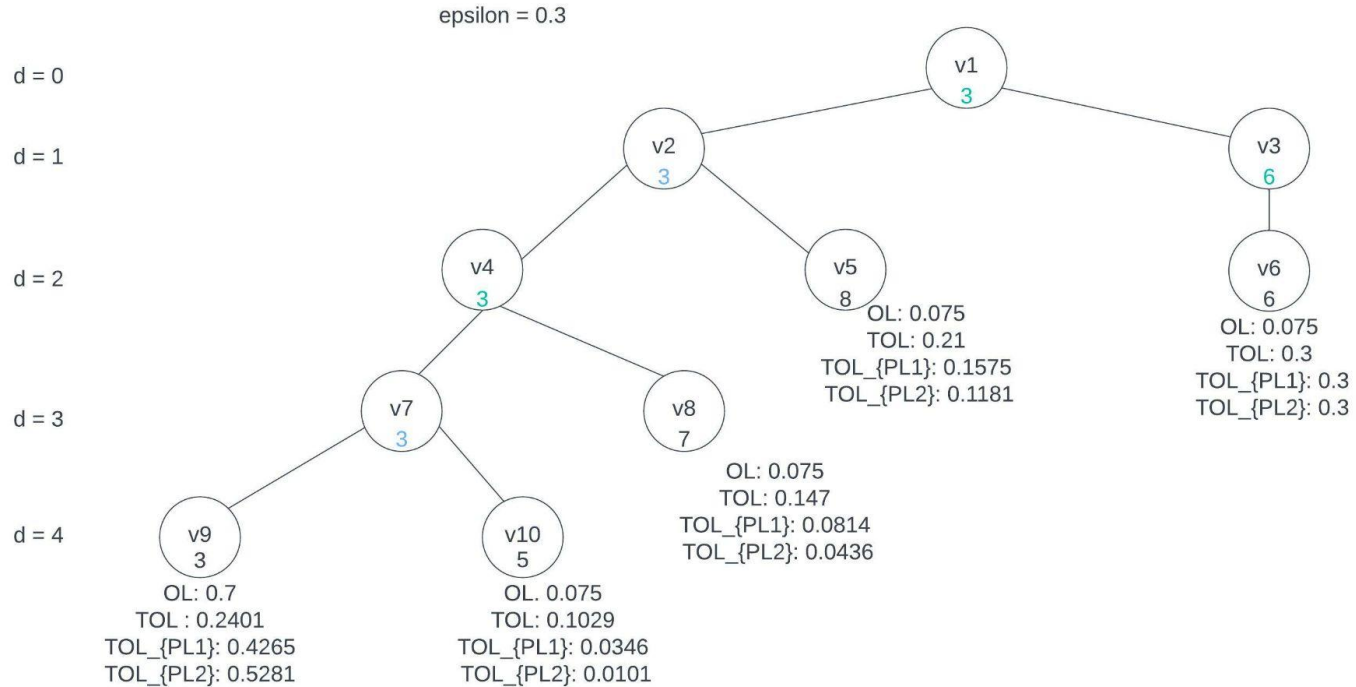 epsilon = 0.3
d = 0
v1
3
d = 1
v2
3
v3
6
d = 2
v4
3
v5
8
OL: 0.075
TOL: 0.21
TOL_{PL1}: 0.1575
TOL_{PL2}: 0.1181
v6
6
OL: 0.075
TOL: 0.3
TOL_{PL1}: 0.3
TOL_{PL2}: 0.3
d = 3
v7
3
v8
7
OL: 0.075
TOL: 0.147
TOL_{PL1}: 0.0814
TOL_{PL2}: 0.0436
d = 4
v9
3
OL: 0.7
TOL : 0.2401
TOL_{PL1}: 0.4265
TOL_{PL2}: 0.5281
v10
5
OL. 0.075
TOL: 0.1029
TOL_{PL1}: 0.0346
TOL_{PL2}: 0.0101